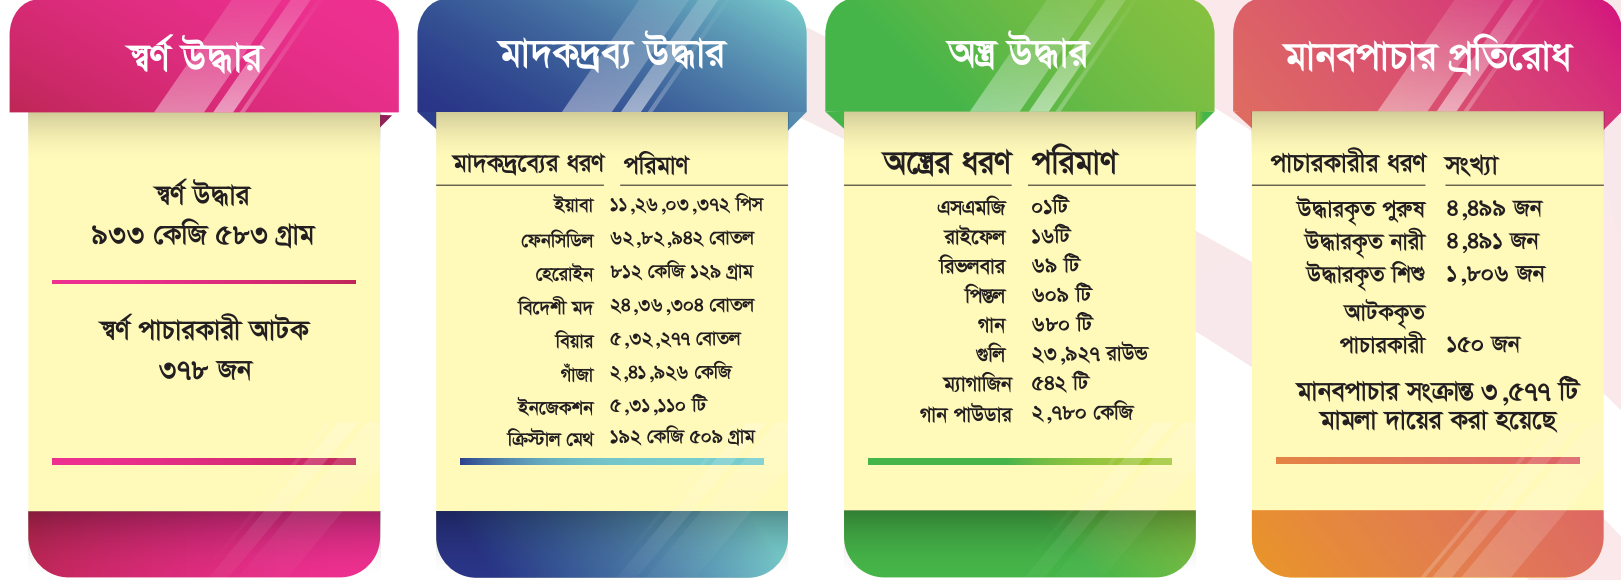 স্বর্ণ উদ্ধার
স্বর্ণ উদ্ধার
৯৩৩ কেজি ৫৮৩ গ্রাম
স্বর্ণ পাচারকারী আটক
৩৭৮ জন
মাদকদ্রব্য উদ্ধার
মাদকদ্রব্যের ধরণ পরিমাণ
ইয়াবা ১১,২৬,০৩,৩৭২ পিস
ফেনসিডিল ৬২,৮২,৯৪২ বোতল
হেরোইন ৮১২ কেজি ১২৯ গ্রাম
বিদেশী মদ ২৪,৩৬,৩০৪ বোতল
বিয়ার ৫,৩২,২৭৭ বোতল
গাঁজা ২,৪১,৯২৬ কেজি
ইনজেকশন ৫,৩১,১১০ টি
ক্রিস্টাল মেথ ১৯২ কেজি ৫০৯ গ্রাম
অস্ত্র উদ্ধার
অস্ত্রের ধরণ পরিমাণ
এসএমজি ০১টি
রাইফেল ১৬টি
রিভলবার ৬৯ টি
পিস্তল ৬০৯ টি
গান ৬৮০ টি
গুলি ২৩,৯২৭ রাউন্ড
ম্যাগাজিন ৫৪২ টি
গান পাউডার ২,৭৮০ কেজি
মানবপাচার প্রতিরোধ
পাচারকারীর ধরণ সংখ্যা
উদ্ধারকৃত পুরুষ ৪,৪৯৯ জন
উদ্ধারকৃত নারী ৪,৪৯১ জন
উদ্ধারকৃত শিশু ১,৮০৬ জন
আটককৃত
পাচারকারী ১৫০ জন
মানবপাচার সংক্রান্ত ৩,৫৭৭ টি
মামলা দায়ের করা হয়েছে